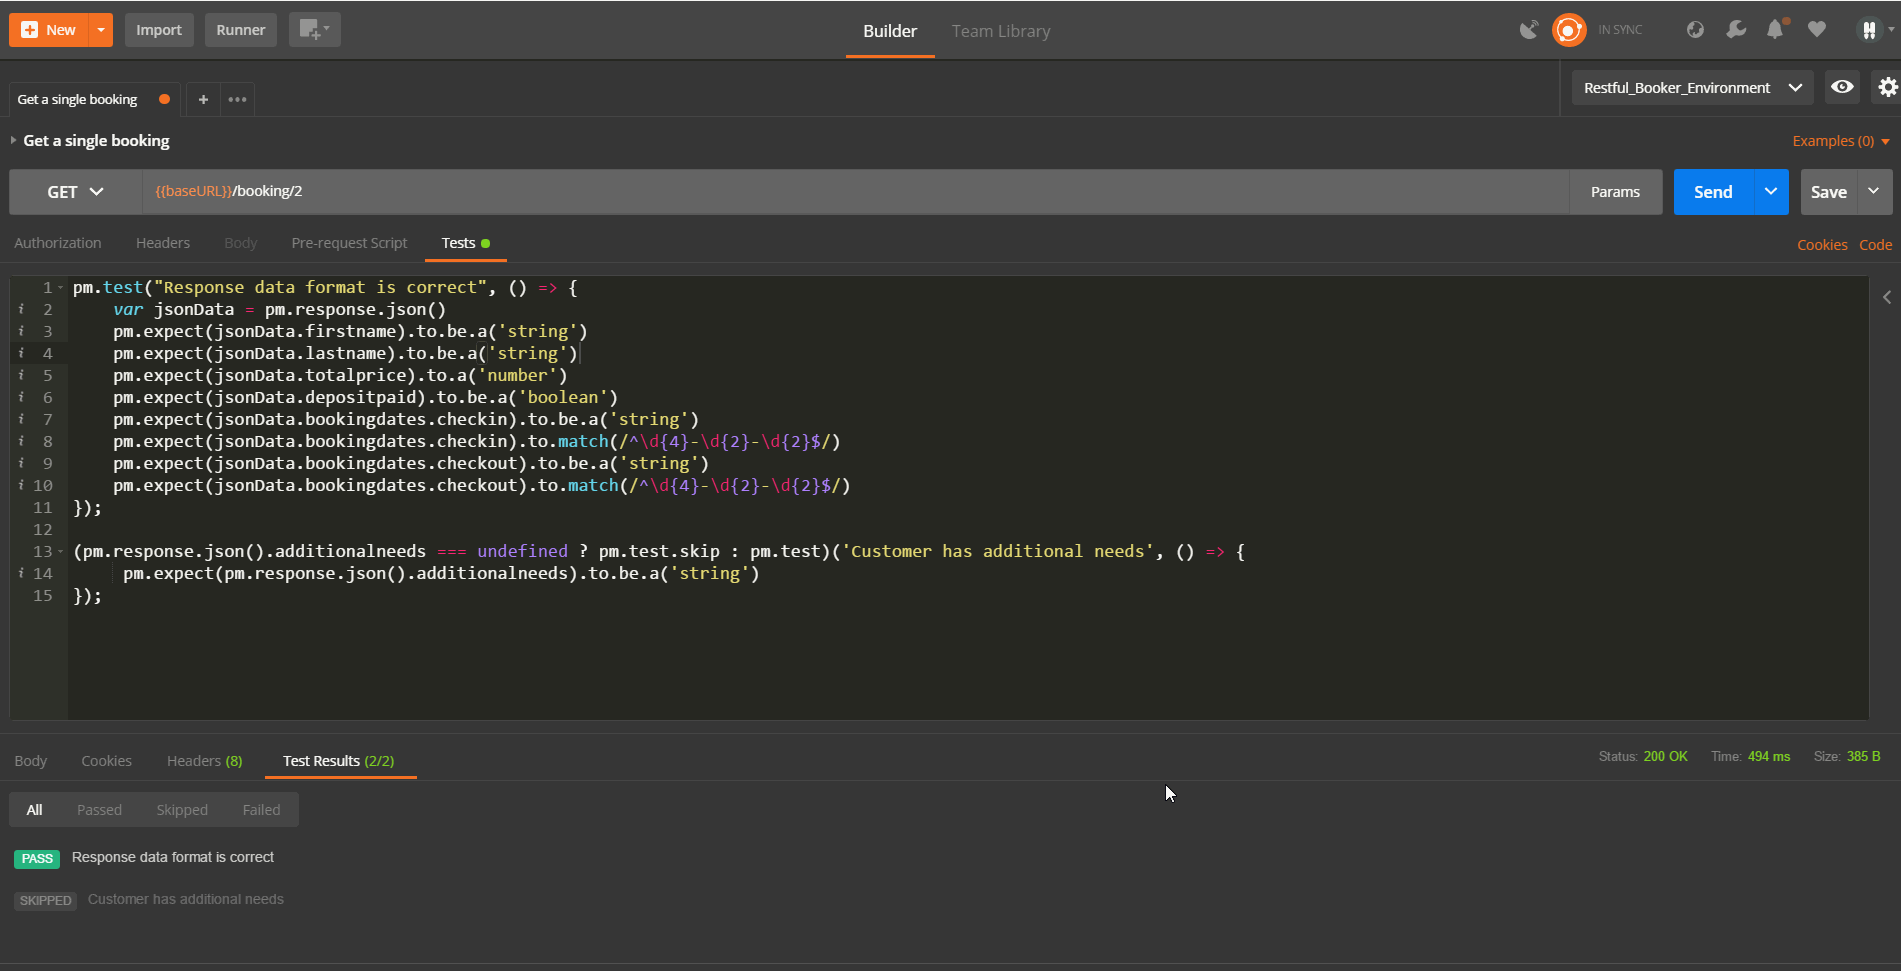 New Import Runner Builder Team Library IN SYNC
Get a single booking + ••• Restful_Booker_Environment
Get a single booking Examples (0)
GET {{baseURL}}/booking/2 Params Send Save
Authorization Headers Body Pre-request Script Tests Cookies Code
1 pm.test("Response data format is correct", () => {
i 2 var jsonData = pm.response.json()
i 3 pm.expect(jsonData.firstname).to.be.a('string')
i 4 pm.expect(jsonData.lastname).to.be.a('string')
i 5 pm.expect(jsonData.totalprice).to.a('number')
i 6 pm.expect(jsonData.depositpaid).to.be.a('boolean')
i 7 pm.expect(jsonData.bookingdates.checkin).to.be.a('string')
i 8 pm.expect(jsonData.bookingdates.checkin).to.match(/^\d{4}-\d{2}-\d{2}$/)
i 9 pm.expect(jsonData.bookingdates.checkout).to.be.a('string')
i 10 pm.expect(jsonData.bookingdates.checkout).to.match(/^\d{4}-\d{2}-\d{2}$/)
11 });
12
13 (pm.response.json().additionalneeds === undefined ? pm.test.skip : pm.test)('Customer has additional needs', () => {
i 14 pm.expect(pm.response.json().additionalneeds).to.be.a('string')
15 });
Body Cookies Headers (8) Test Results (2/2) Status: 200 OK Time: 494 ms Size: 385 B
All Passed Skipped Failed
PASS Response data format is correct
SKIPPED Customer has additional needs